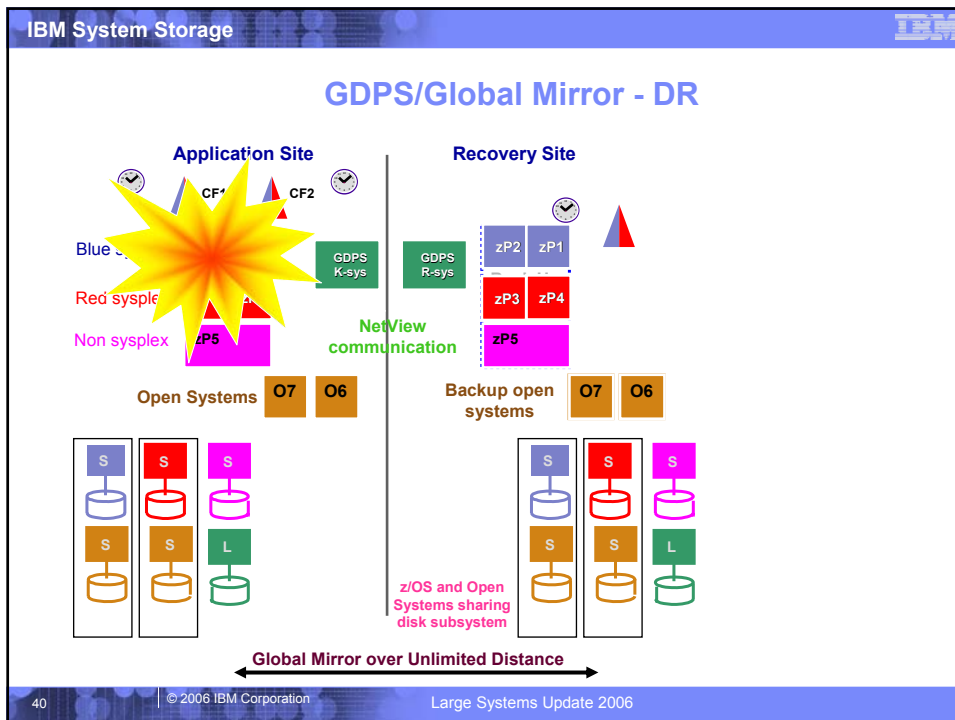 IBM System Storage
IBM
GDPS/Global Mirror - DR
Application Site
Recovery Site
CF1
CF2
Blue
GDPS
K-sys
GDPS
R-sys
zP2
zP1
Red sysplex
zP3
zP4
Non sysplex
zP5
NetView
communication
zP5
Open Systems
O7
O6
Backup open
systems
O7
O6
S
S
S
S
S
S
S
S
L
S
S
L
z/OS and Open
Systems sharing
disk subsystem
Global Mirror over Unlimited Distance
40
© 2006 IBM Corporation
Large Systems Update 2006